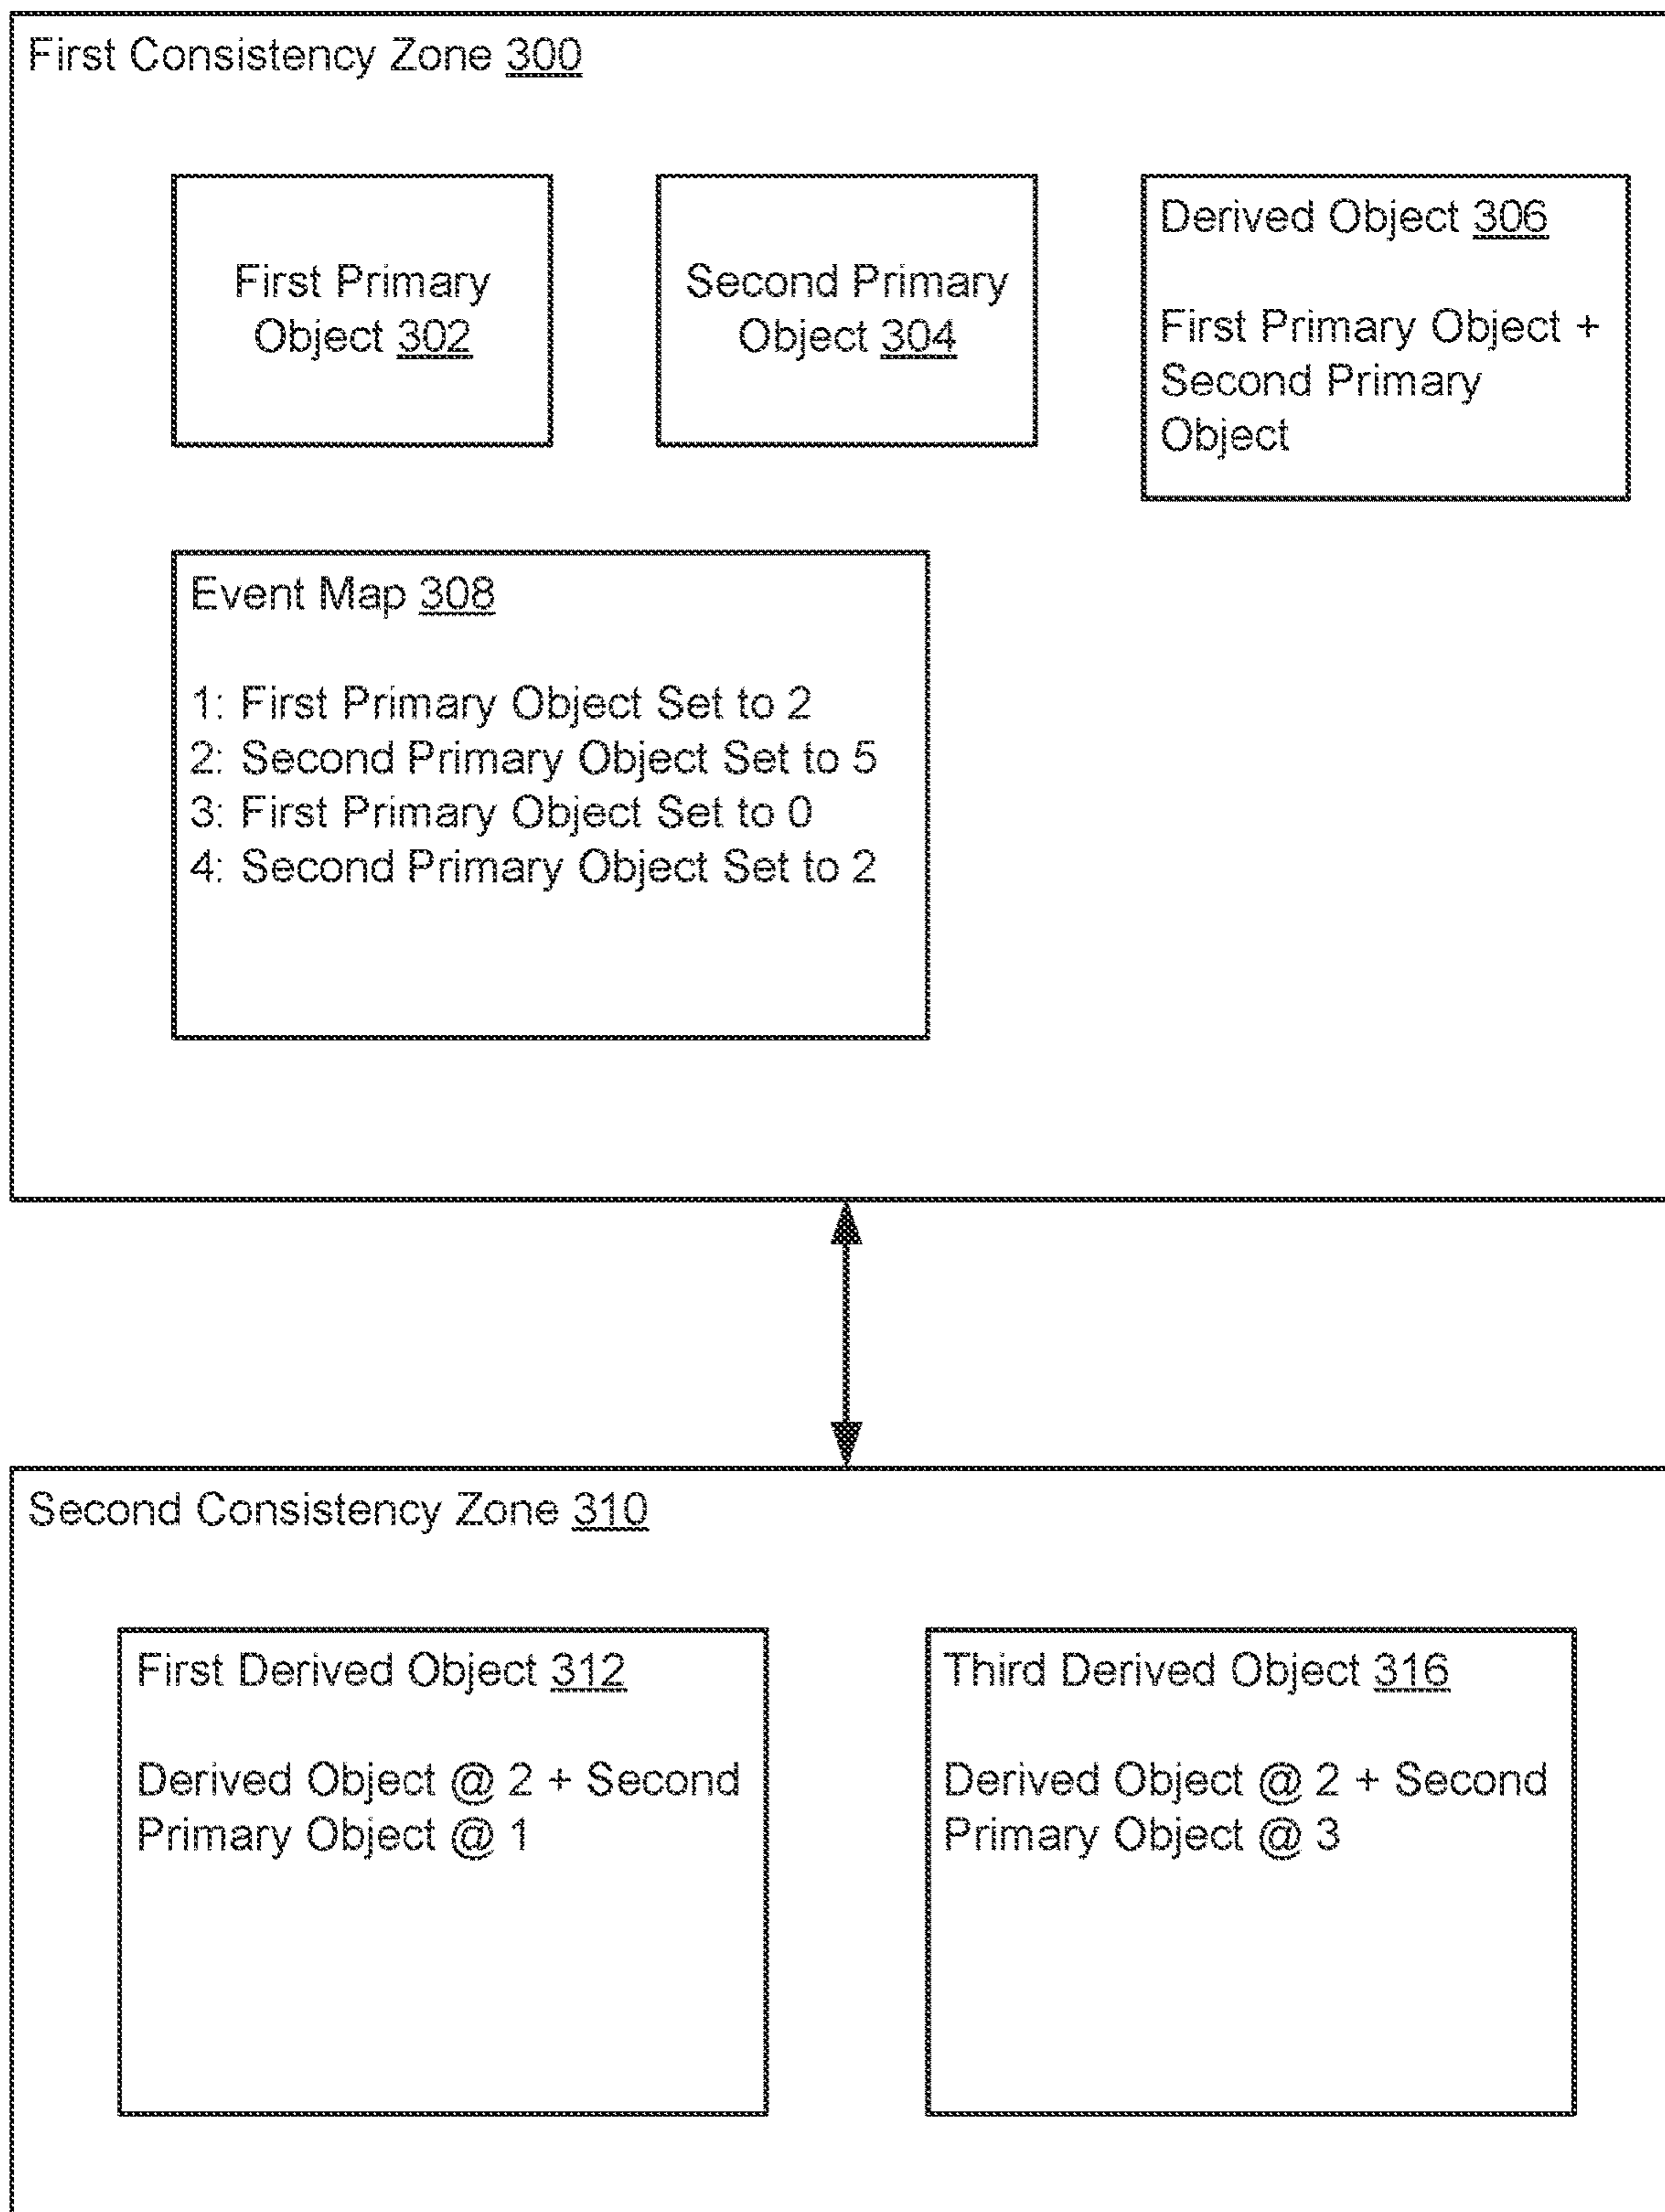 First Consistency Zone 300
First Primary
Object 302
Second Primary
Object 304
Derived Object 306
First Primary Object +
Second Primary
Object
Event Map 308
1: First Primary Object Set to 2
2: Second Primary Object Set to 5
3: First Primary Object Set to 0
4: Second Primary Object Set to 2
Second Consistency Zone 310
First Derived Object 312
Derived Object @ 2 + Second
Primary Object @ 1
Third Derived Object 316
Derived Object @ 2 + Second
Primary Object @ 3